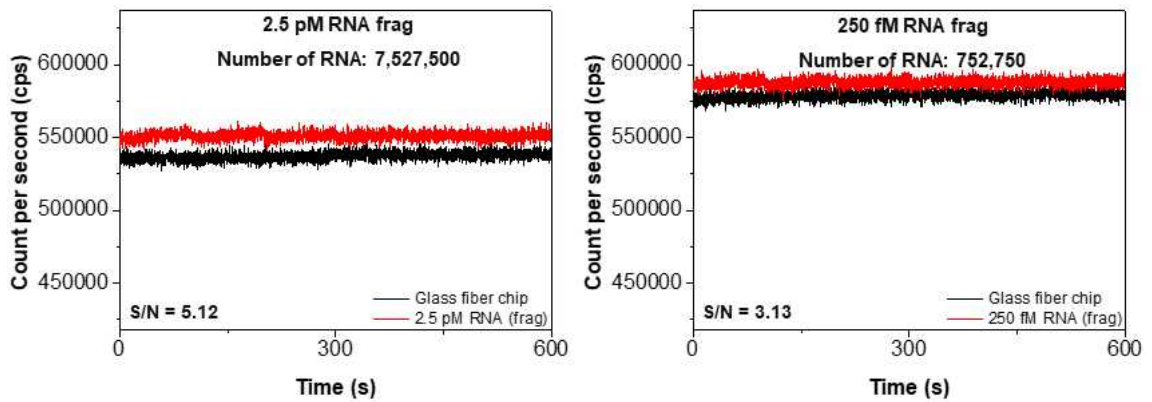 2.5 pM RNA frag
Number of RNA: 7,527,500
Count per second (cps)
600000
550000
500000
450000
S/N = 5.12
Glass fiber chip
2.5 pM RNA (frag)
0
300
600
Time (s)
250 fM RNA frag
Number of RNA: 752,750
Count per second (cps)
600000
550000
500000
450000
S/N = 3.13
Glass fiber chip
250 fM RNA (frag)
0
300
600
Time (s)